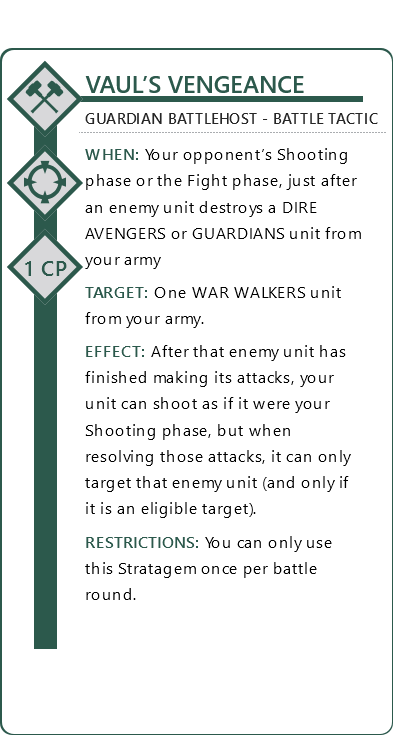 VAUL'S VENGEANCE
GUARDIAN BATTLEHOST - BATTLE TACTIC
WHEN: Your opponent's Shooting
phase or the Fight phase, just after
an enemy unit destroys a DIRE
AVENGERS or GUARDIANS unit from
your army
1 CP
TARGET: One WAR WALKERS unit
from your army.
EFFECT: After that enemy unit has
finished making its attacks, your
unit can shoot as if it were your
Shooting phase, but when
resolving those attacks, it can only
target that enemy unit (and only if
it is an eligible target).
RESTRICTIONS: You can only use
this Stratagem once per battle
round.